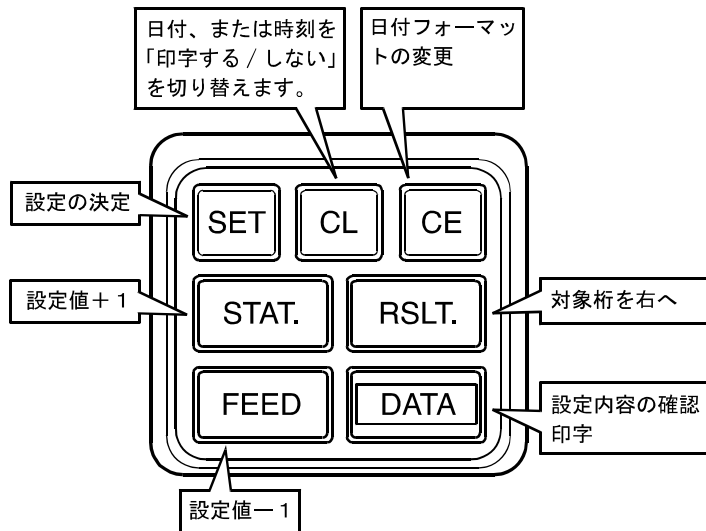 日付、または時刻を
「印字する / しない」
を切り替えます。
日付フォーマッ
トの変更
設定の決定
SET
CL
CE
設定値＋１
STAT.
RSLT.
対象桁を右へ
FEED
DATA
設定内容の確認
印字
設定値－１